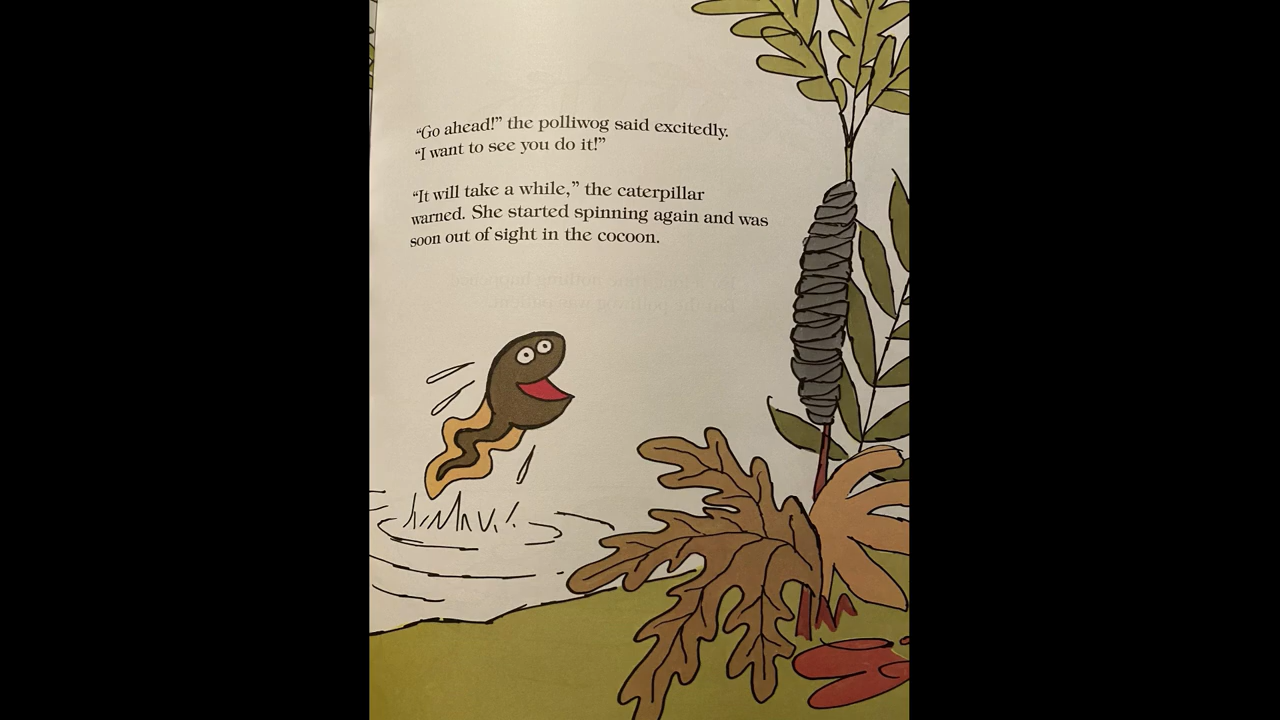 “Go ahead!” the polliwog said excitedly.
“I want to see you do it!”
“It will take a while,” the caterpillar
warned. She started spinning again and was
soon out of sight in the cocoon.